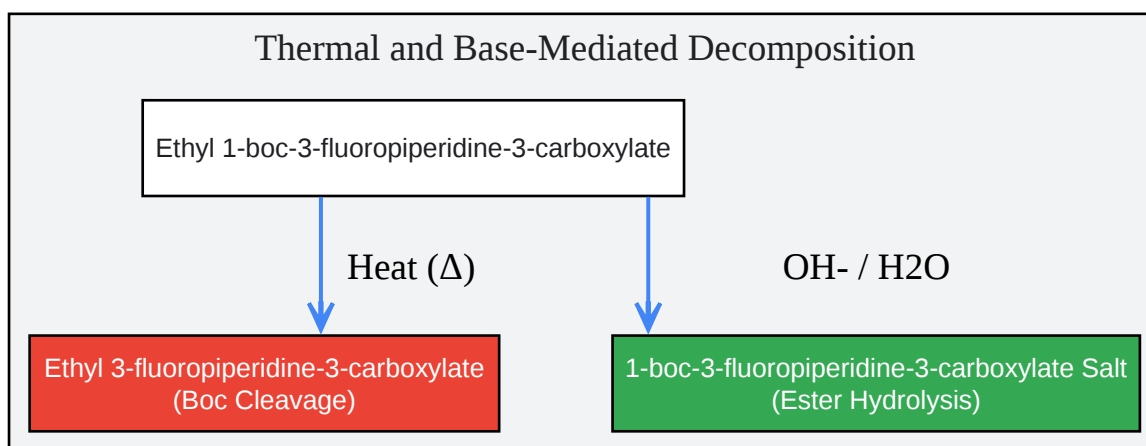 Thermal and Base-Mediated Decomposition
Ethyl 1-boc-3-fluoropiperidine-3-carboxylate
Heat (Δ)
OH- / H2O
Ethyl 3-fluoropiperidine-3-carboxylate
(Boc Cleavage)
1-boc-3-fluoropiperidine-3-carboxylate Salt
(Ester Hydrolysis)